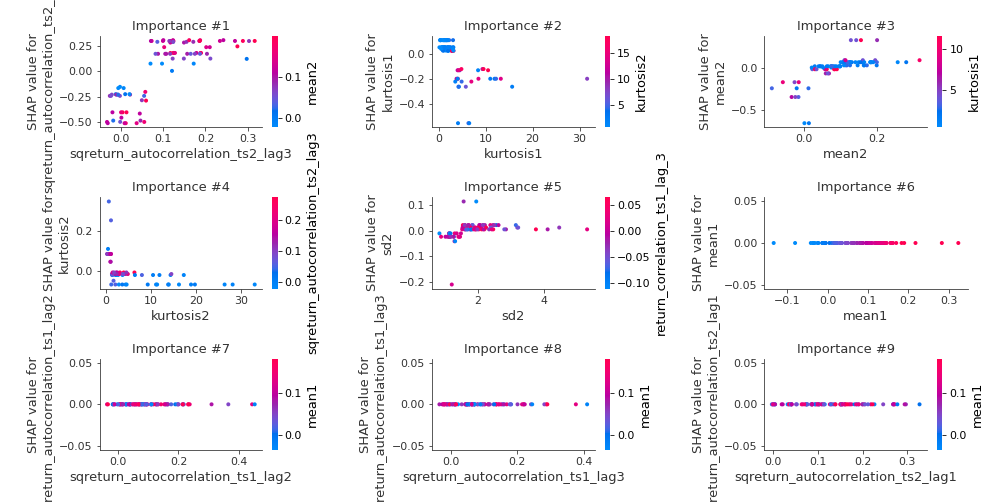 Importance #1
SHAP value for
sqreturn_autocorrelation_ts2_lag3
0.25
0.00
−0.25
−0.50
0.0
0.1
0.2
0.3
sqreturn_autocorrelation_ts2_lag3
0.1
0.0
mean2
Importance #2
SHAP value for
kurtosis1
0.0
−0.2
−0.4
0
10
20
30
kurtosis1
15
10
5
kurtosis2
Importance #3
SHAP value for
mean2
0.0
−0.5
0.0
0.2
mean2
10
5
kurtosis1
Importance #4
SHAP value for
kurtosis2
0.2
0.0
0
10
20
30
kurtosis2
0.2
0.1
0.0
sqreturn_autocorrelation_ts2_lag3
Importance #5
SHAP value for
sd2
0.1
0.0
−0.1
−0.2
2
4
sd2
0.05
0.00
−0.05
−0.10
return_correlation_ts1_lag_3
Importance #6
SHAP value for
mean1
0.05
0.00
−0.05
−0.1
0.0
0.1
0.2
0.3
mean1
Importance #7
SHAP value for
sqreturn_autocorrelation_ts1_lag2
0.05
0.00
−0.05
0.0
0.2
0.4
sqreturn_autocorrelation_ts1_lag2
0.1
0.0
mean1
Importance #8
SHAP value for
sqreturn_autocorrelation_ts1_lag3
0.05
0.00
−0.05
0.0
0.2
0.4
sqreturn_autocorrelation_ts1_lag3
0.1
0.0
mean1
Importance #9
SHAP value for
sqreturn_autocorrelation_ts2_lag1
0.05
0.00
−0.05
0.0
0.1
0.2
0.3
sqreturn_autocorrelation_ts2_lag1
0.1
0.0
mean1